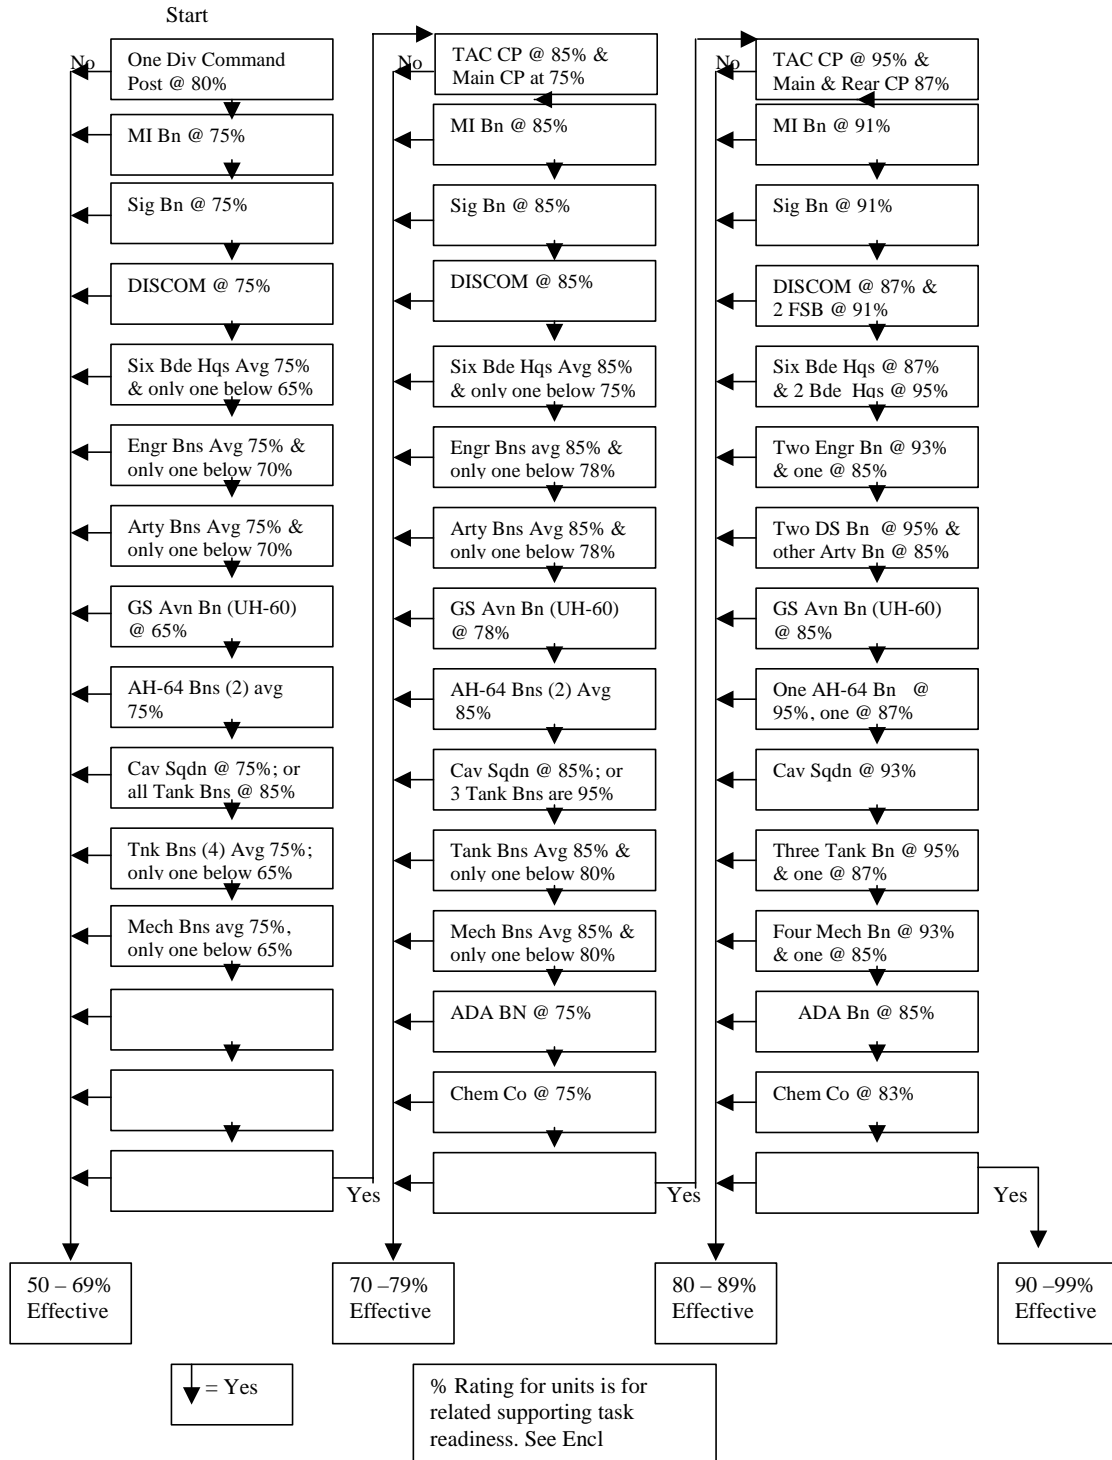 Start
No
One Div Command
Post @ 80%
MI Bn @ 75%
Sig Bn @ 75%
DISCOM @ 75%
Six Bde Hqs Avg 75%
& only one below 65%
Engr Bns Avg 75% &
only one below 70%
Arty Bns Avg 75% &
only one below 70%
GS Avn Bn (UH-60)
@ 65%
AH-64 Bns (2) avg
75%
Cav Sqdn @ 75%; or
all Tank Bns @ 85%
Tnk Bns (4) Avg 75%;
only one below 65%
Mech Bns avg 75%,
only one below 65%
Yes
50 – 69%
Effective
No
TAC CP @ 85% &
Main CP at 75%
MI Bn @ 85%
Sig Bn @ 85%
DISCOM @ 85%
Six Bde Hqs Avg 85%
& only one below 75%
Engr Bns avg 85% &
only one below 78%
Arty Bns Avg 85% &
only one below 78%
GS Avn Bn (UH-60)
@ 78%
AH-64 Bns (2) Avg
85%
Cav Sqdn @ 85%; or
3 Tank Bns are 95%
Tank Bns Avg 85% &
only one below 80%
Mech Bns Avg 85% &
only one below 80%
ADA BN @ 75%
Chem Co @ 75%
Yes
70 –79%
Effective
No
TAC CP @ 95% &
Main & Rear CP 87%
MI Bn @ 91%
Sig Bn @ 91%
DISCOM @ 87% &
2 FSB @ 91%
Six Bde Hqs @ 87%
& 2 Bde Hqs @ 95%
Two Engr Bn @ 93%
& one @ 85%
Two DS Bn @ 95% &
other Arty Bn @ 85%
GS Avn Bn (UH-60)
@ 85%
One AH-64 Bn @
95%, one @ 87%
Cav Sqdn @ 93%
Three Tank Bn @ 95%
& one @ 87%
Four Mech Bn @ 93%
& one @ 85%
ADA Bn @ 85%
Chem Co @ 83%
Yes
80 – 89%
Effective
90 –99%
Effective
= Yes
% Rating for units is for
related supporting task
readiness. See Encl